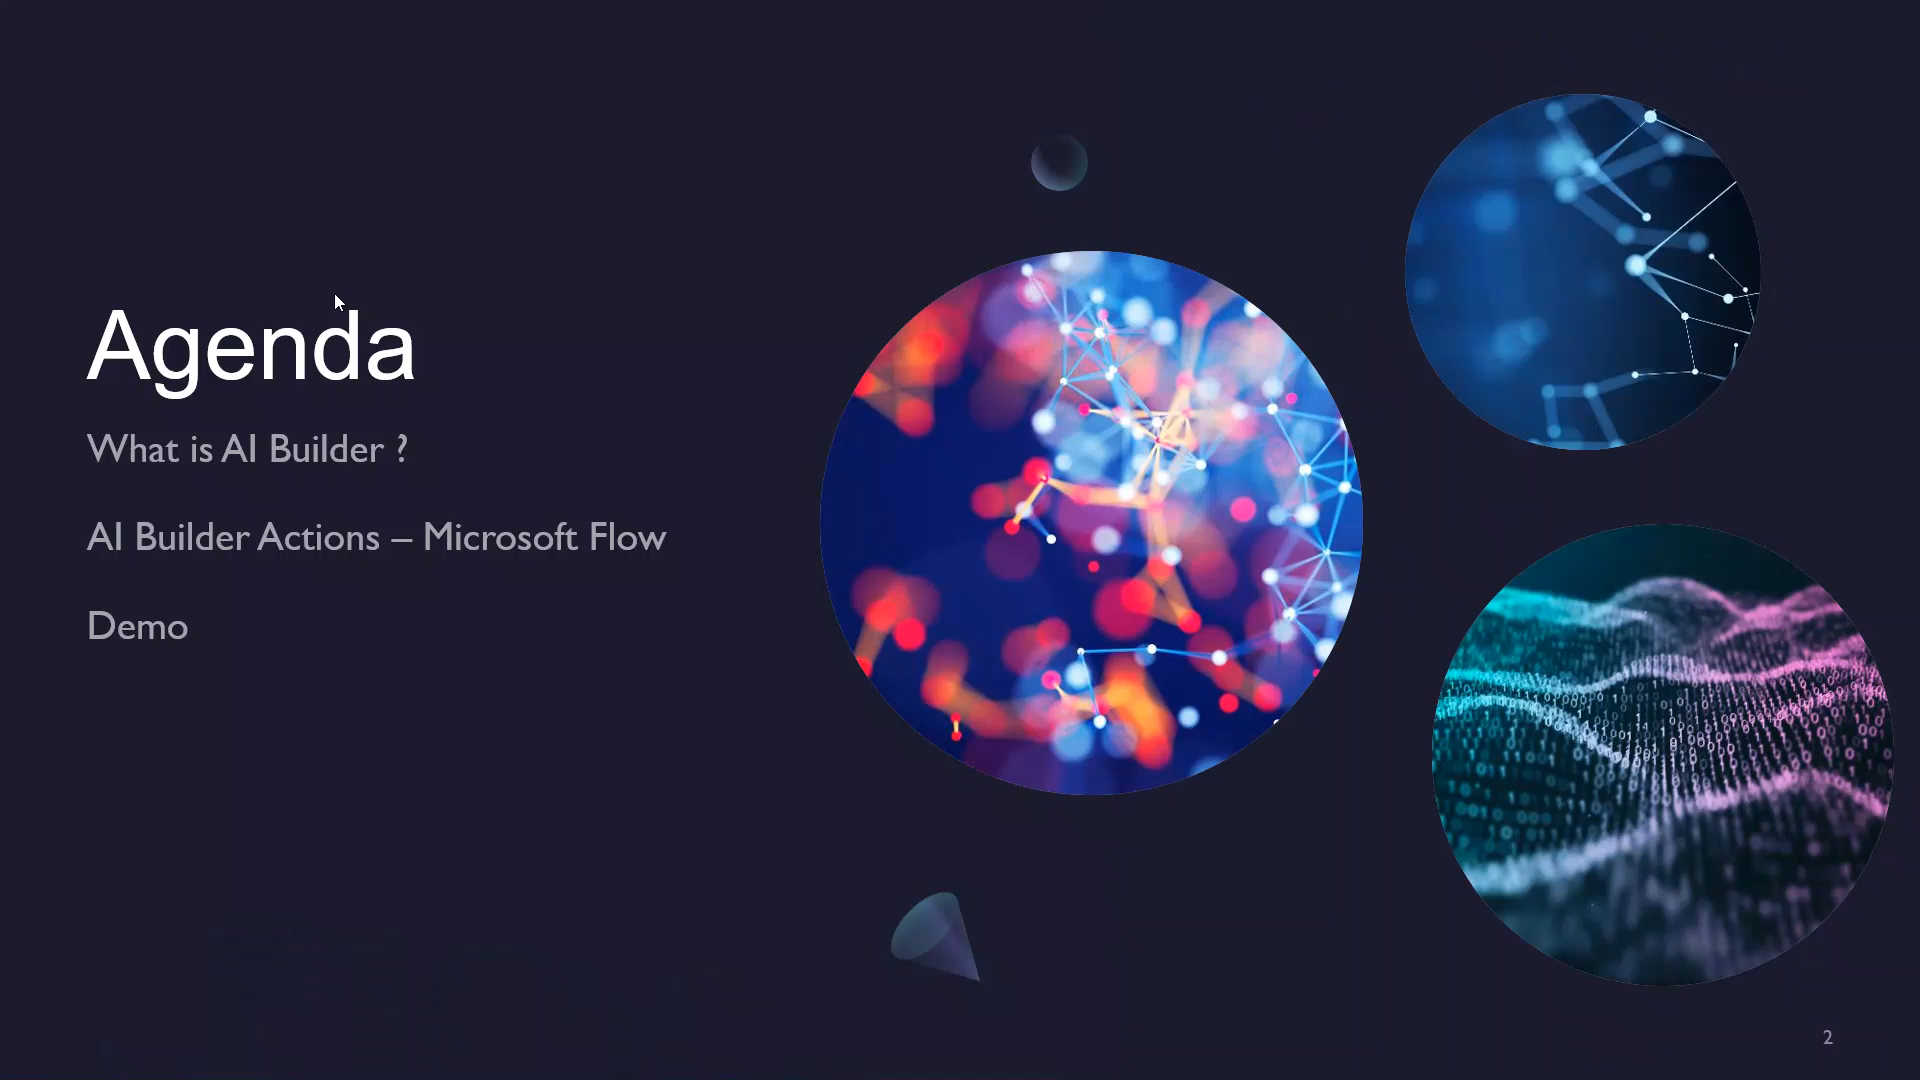 Agenda
What is AI Builder ?
AI Builder Actions – Microsoft Flow
Demo
2